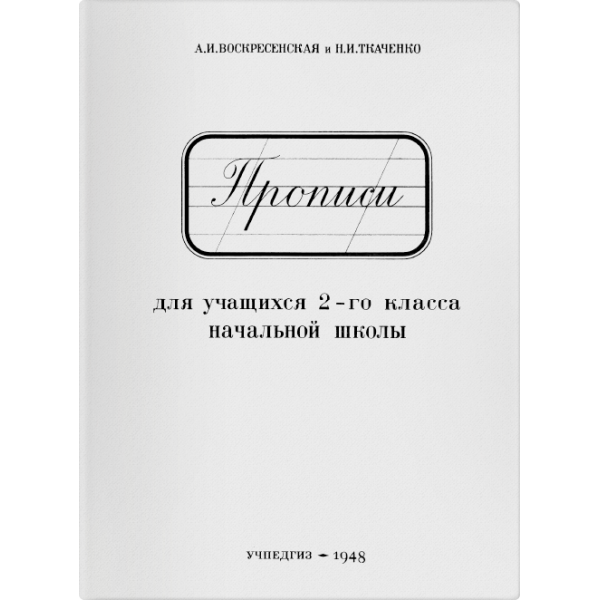 А.И.ВОСКРЕСЕНСКАЯ и Н.И.ТКАЧЕНКО
Прописи
для учащихся 2-го класса
начальной школы
УЧПЕДГИЗ - 1948